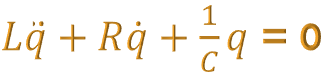 Lq̈ + Rq̇ + 1/C q = 0